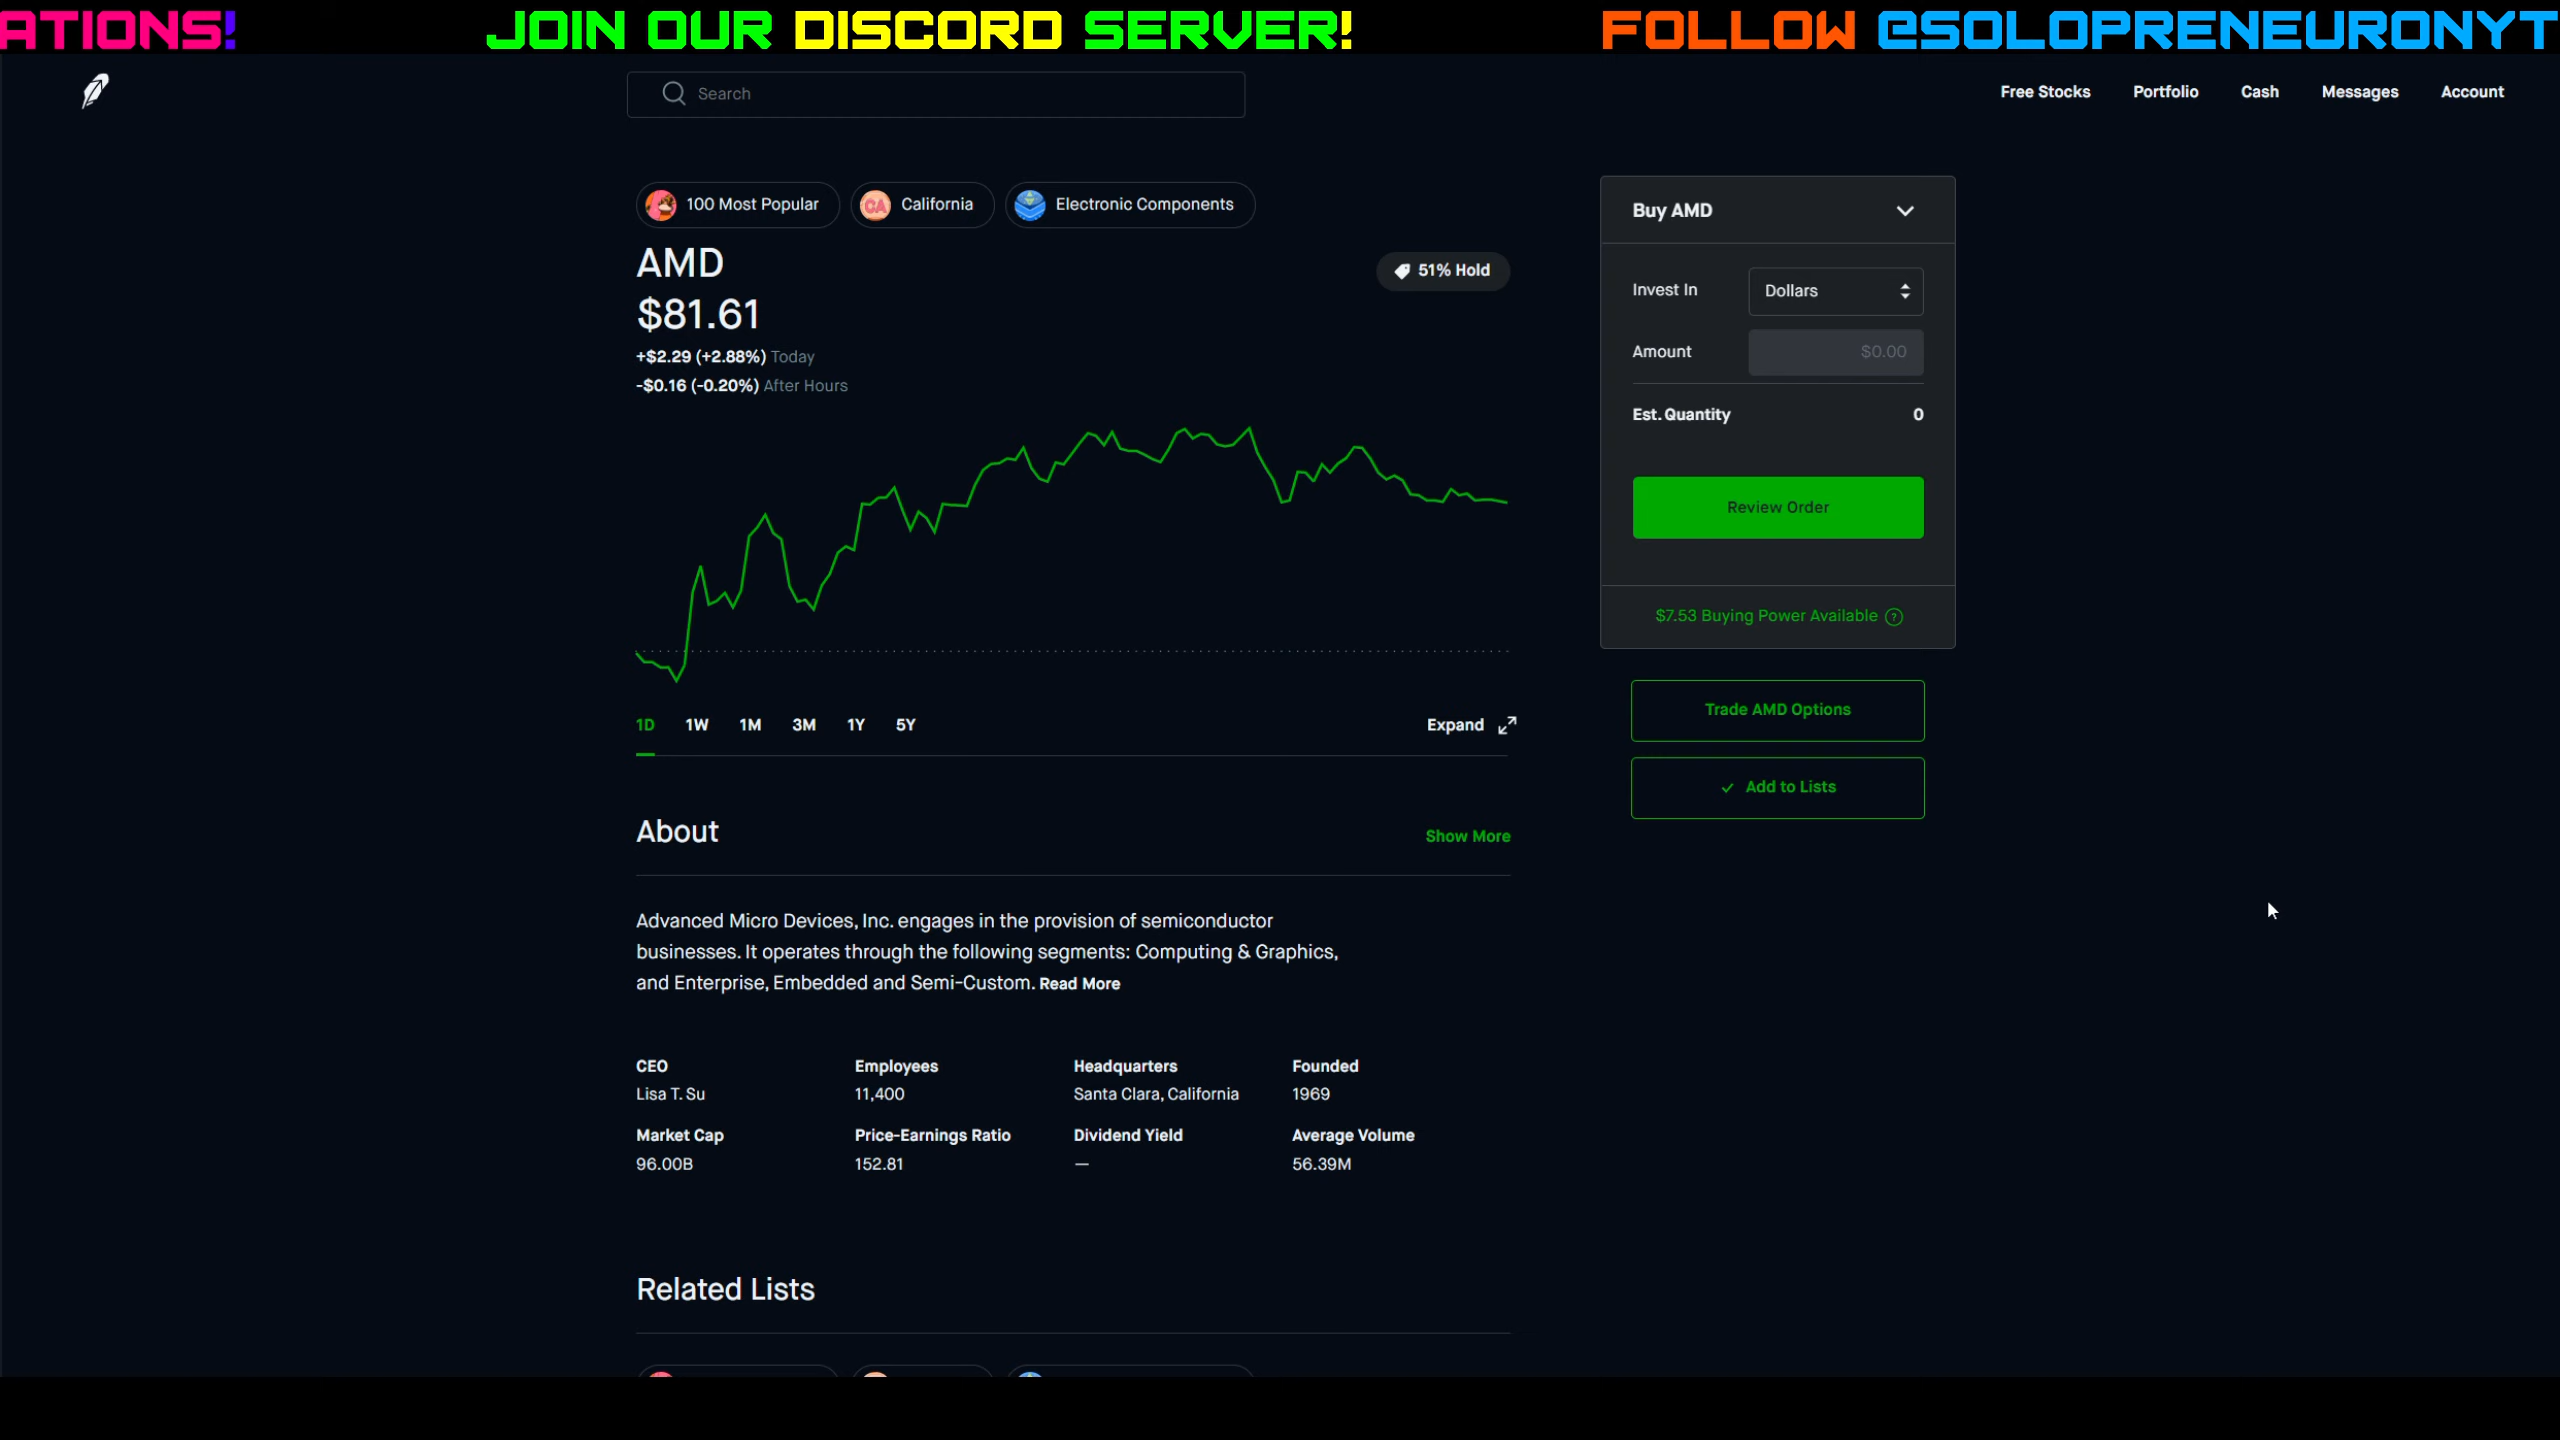 ATIONS! JOIN OUR DISCORD SERVER! FOLLOW @SOLOPRENEURONYT
Search
Free Stocks Portfolio Cash Messages Account
100 Most Popular CA California Electronic Components
AMD
51% Hold
$81.61
+$2.29 (+2.88%) Today
-$0.16 (-0.20%) After Hours
1D 1W 1M 3M 1Y 5Y Expand
Buy AMD
Invest In Dollars
Amount $0.00
Est. Quantity 0
Review Order
$7.53 Buying Power Available ?
Trade AMD Options
✓ Add to Lists
About Show More
Advanced Micro Devices, Inc. engages in the provision of semiconductor
businesses. It operates through the following segments: Computing & Graphics,
and Enterprise, Embedded and Semi-Custom. Read More
CEO Employees Headquarters Founded
Lisa T. Su 11,400 Santa Clara, California 1969
Market Cap Price-Earnings Ratio Dividend Yield Average Volume
96.00B 152.81 — 56.39M
Related Lists